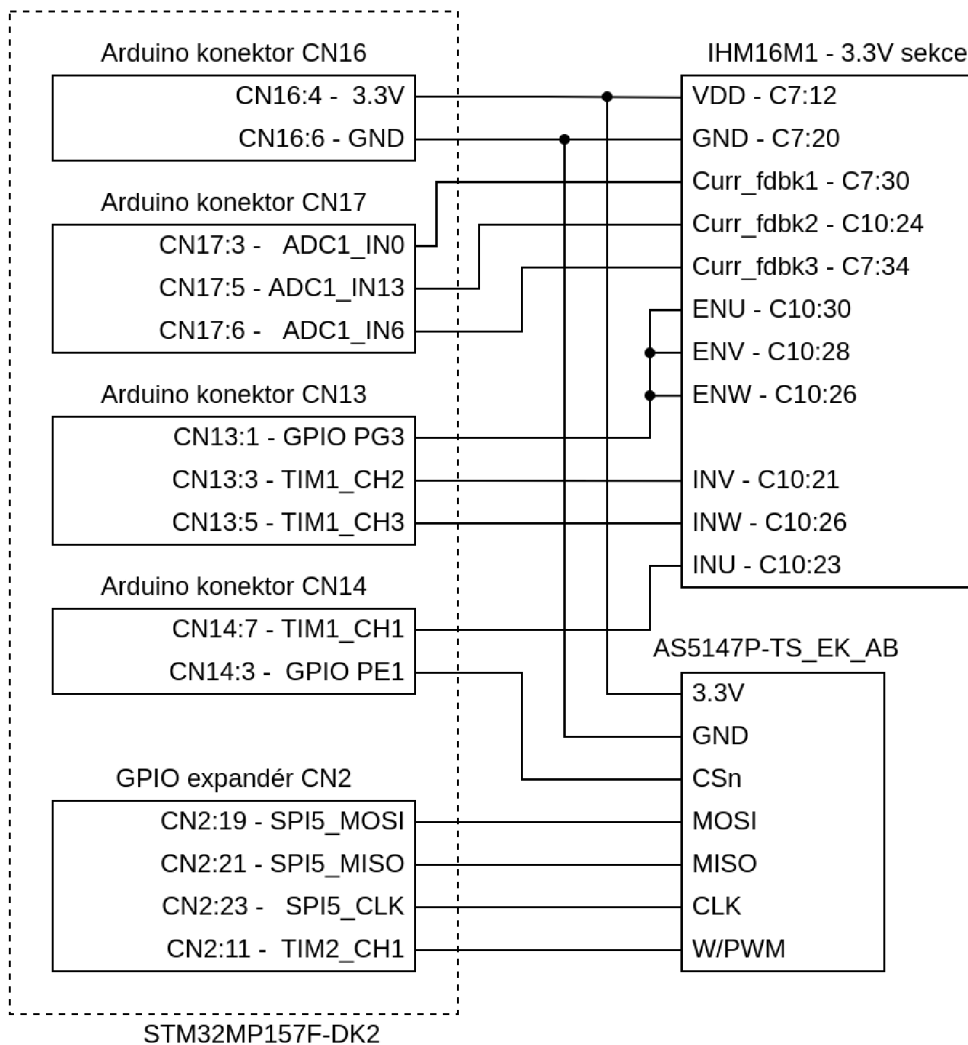 Arduino konektor CN16
CN16:4 - 3.3V
CN16:6 - GND
Arduino konektor CN17
CN17:3 - ADC1_IN0
CN17:5 - ADC1_IN13
CN17:6 - ADC1_IN6
Arduino konektor CN13
CN13:1 - GPIO PG3
CN13:3 - TIM1_CH2
CN13:5 - TIM1_CH3
Arduino konektor CN14
CN14:7 - TIM1_CH1
CN14:3 - GPIO PE1
GPIO expandér CN2
CN2:19 - SPI5_MOSI
CN2:21 - SPI5_MISO
CN2:23 - SPI5_CLK
CN2:11 - TIM2_CH1
STM32MP157F-DK2
IHM16M1 - 3.3V sekce
VDD - C7:12
GND - C7:20
Curr_fdbk1 - C7:30
Curr_fdbk2 - C10:24
Curr_fdbk3 - C7:34
ENU - C10:30
ENV - C10:28
ENW - C10:26
INV - C10:21
INW - C10:26
INU - C10:23
AS5147P-TS_EK_AB
3.3V
GND
CSn
MOSI
MISO
CLK
W/PWM